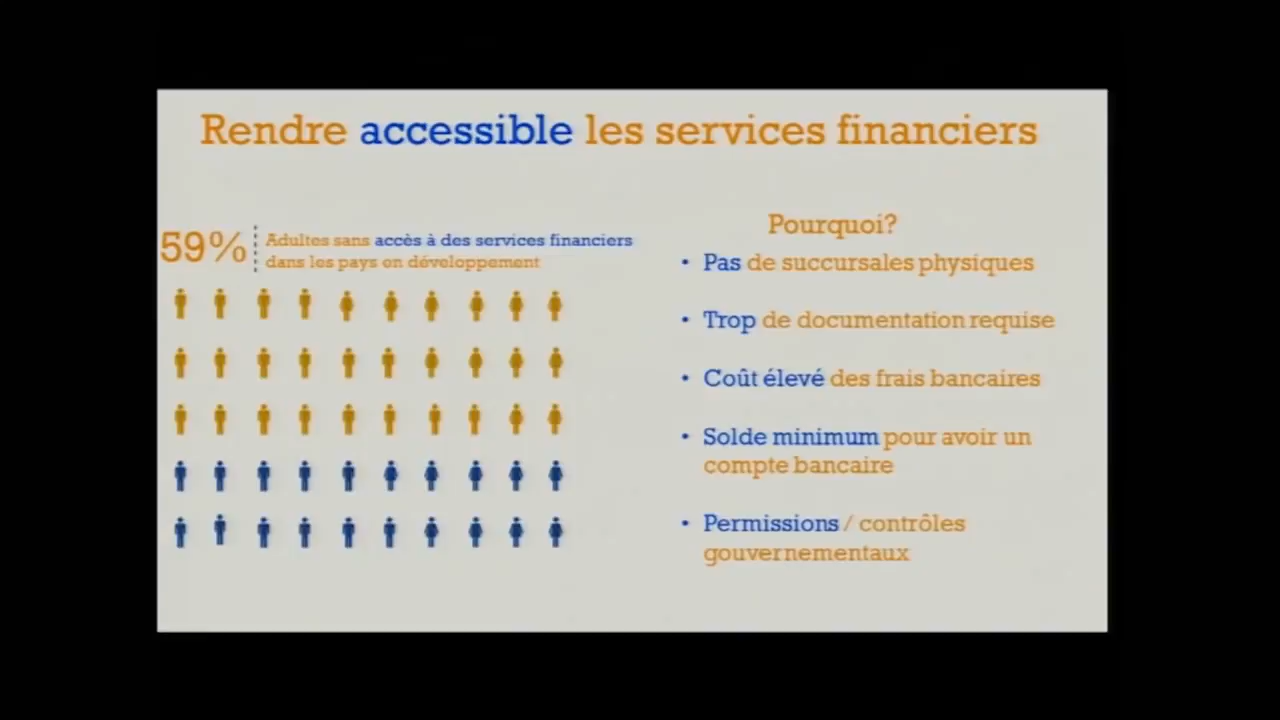 Rendre accessible les services financiers
59%
Adultes sans accès à des services financiers
dans les pays en développement
Pourquoi?
• Pas de succursales physiques
• Trop de documentation requise
• Coût élevé des frais bancaires
• Solde minimum pour avoir un
compte bancaire
• Permissions / contrôles
gouvernementaux